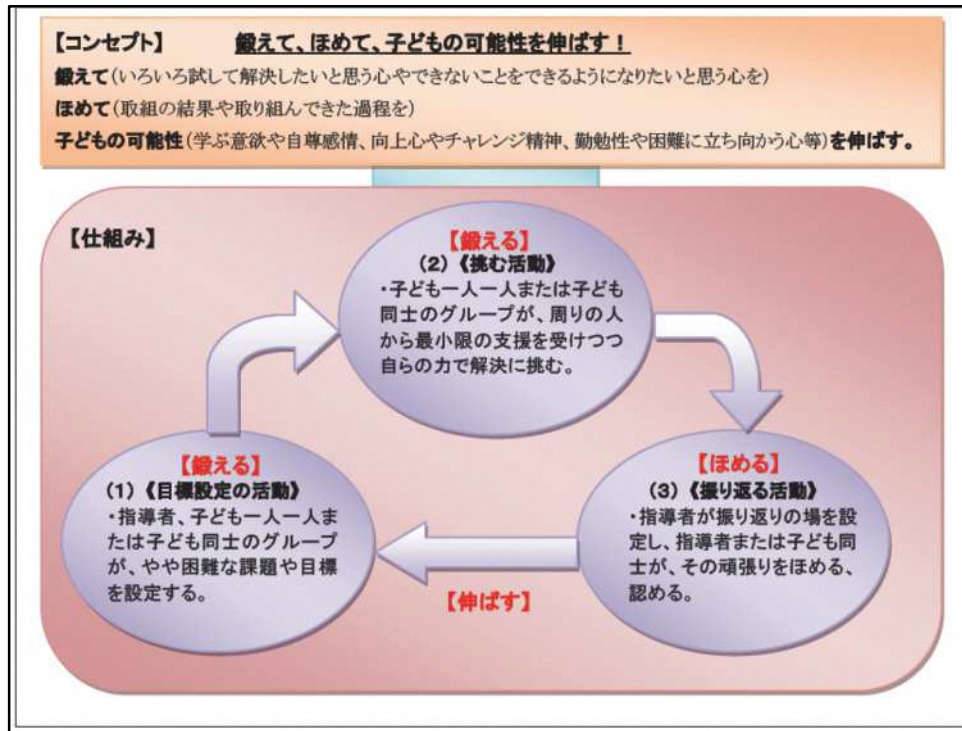 【コンセプト】 鍛えて、ほめて、子どもの可能性を伸ばす！
鍛えて(いろいろ試して解決したいと思う心やできないことをできるようになりたいと思う心を)
ほめて(取組の結果や取り組んできた過程を)
子どもの可能性(学ぶ意欲や自尊感情、向上心やチャレンジ精神、勤勉性や困難に立ち向かう心等)を伸ばす。
【仕組み】
【鍛える】
(1)《目標設定の活動》
・指導者、子ども一人一人ま
たは子ども同士のグループ
が、やや困難な課題や目標
を設定する。
【鍛える】
(2)《挑む活動》
・子ども一人一人または子ども
同士のグループが、周りの人
から最小限の支援を受けつつ
自らの力で解決に挑む。
【ほめる】
(3)《振り返る活動》
・指導者が振り返りの場を設
定し、指導者または子ども同
士が、その頑張りをほめる、
認める。
【伸ばす】